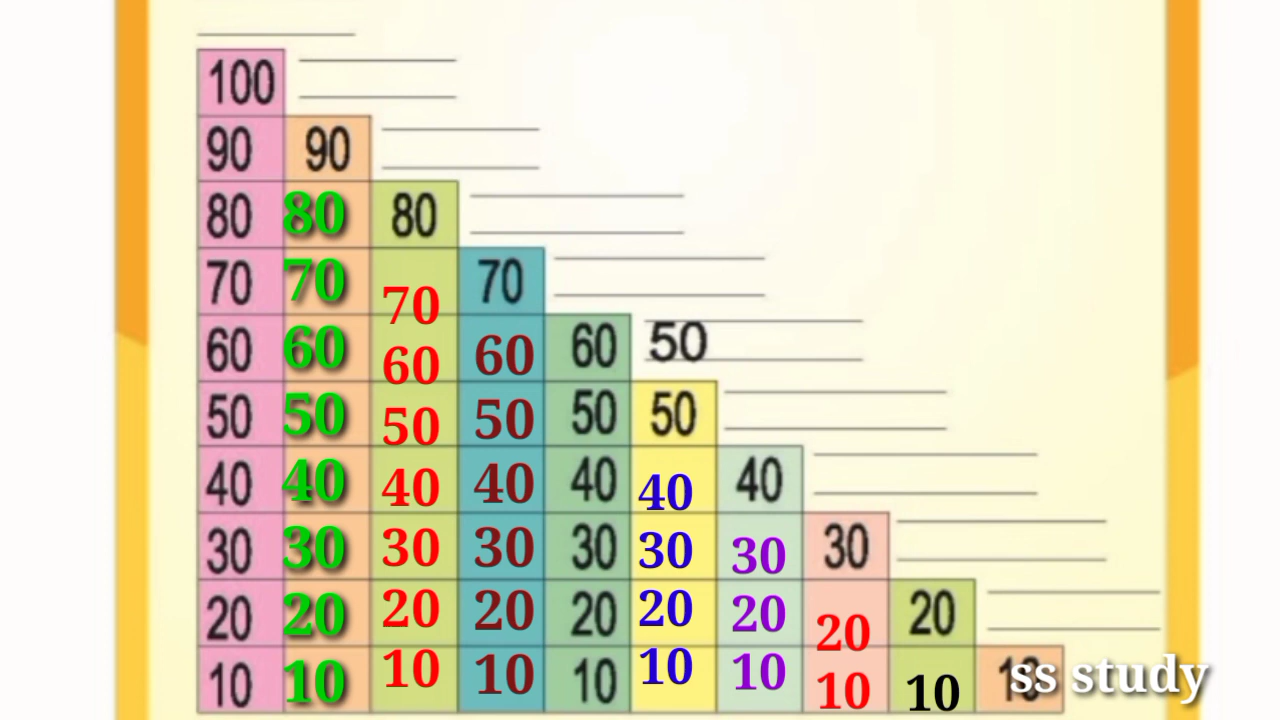 100
90 90
80 80 80
70 70 70 70
60 60 60 60 60 50
50 50 50 50 50 50
40 40 40 40 40 40 40
30 30 30 30 30 30 30 30
20 20 20 20 20 20 20 20 20
10 10 10 10 10 10 10 10 10 10
ss study